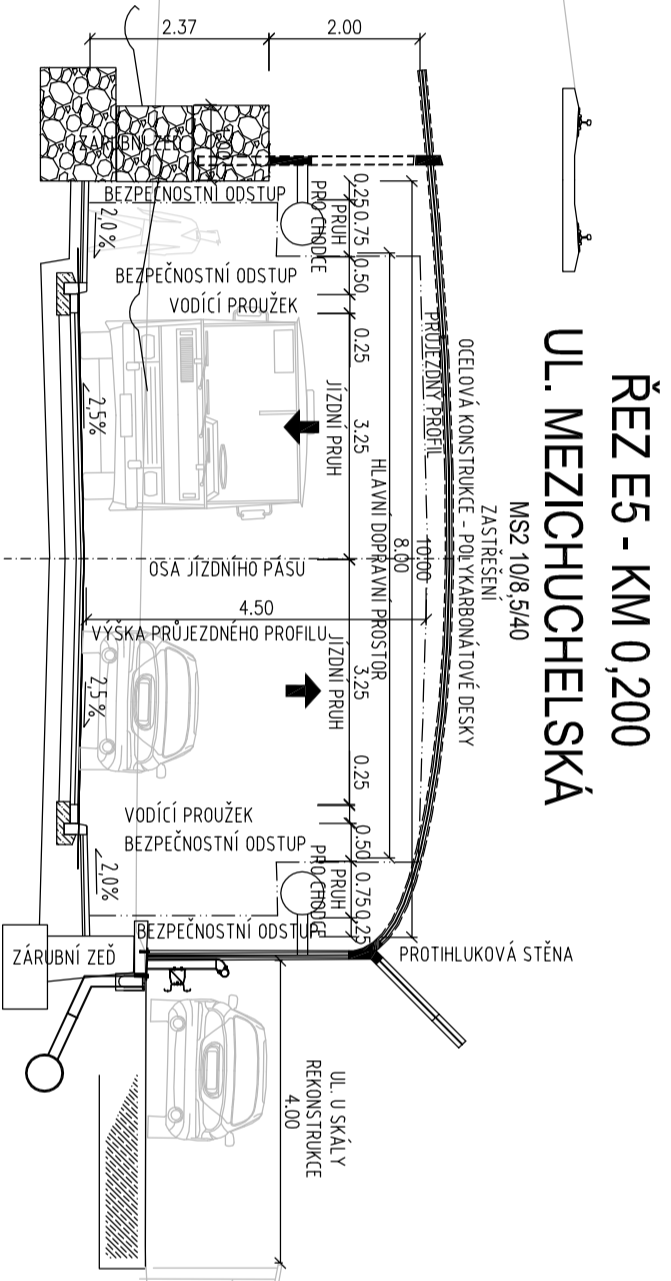 ŘEZ E5 - KM 0,200
UL. MEZICHUCHELSKÁ
MS2 10/8,5/40
ZASTŘEŠENÍ
OCELOVÁ KONSTRUKCE - POLYKARBONÁTOVÉ DESKY
PRŮJEZDNÝ PROFIL
10.00
8.00
HLAVNÍ DOPRAVNÍ PROSTOR
2.37
2.00
0,25
0.75
0.50
0.25
3.25
3.25
0.25
0.50
0.75
0,25
JÍZDNÍ PRUH
JÍZDNÍ PRUH
PRUH
PRO CHODCE
PRUH
PRO CHODCE
ZÁRUBNÍ ZEĎ
BEZPEČNOSTNÍ ODSTUP
BEZPEČNOSTNÍ ODSTUP
VODÍCÍ PROUŽEK
2,0%
2,5%
OSA JÍZDNÍHO PÁSU
4.50
VÝŠKA PRŮJEZDNÉHO PROFILU
2,5%
VODÍCÍ PROUŽEK
BEZPEČNOSTNÍ ODSTUP
2,0%
BEZPEČNOSTNÍ ODSTUP
ZÁRUBNÍ ZEĎ
PROTIHLUKOVÁ STĚNA
UL. U SKÁLY
REKONSTRUKCE
4.00